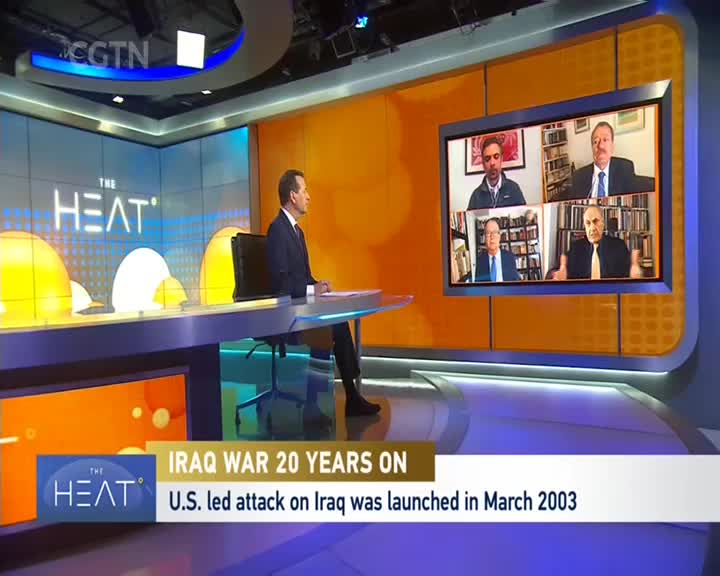 CGTN
THE
HEAT
IRAQ WAR 20 YEARS ON
THE
HEAT
U.S. led attack on Iraq was launched in March 2003